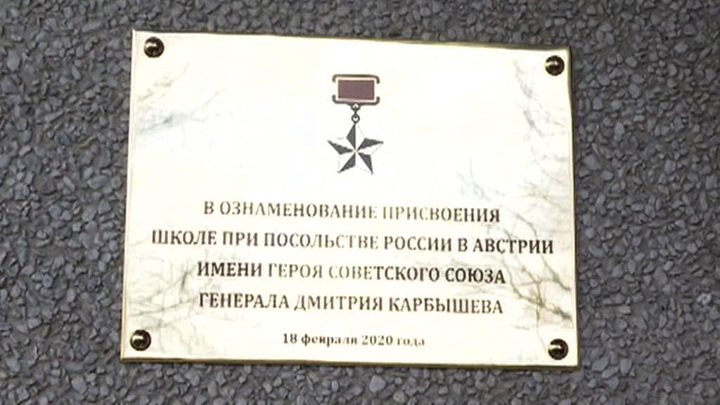 В ОЗНАМЕНОВАНИЕ ПРИСВОЕНИЯ
ШКОЛЕ ПРИ ПОСОЛЬСТВЕ РОССИИ В АВСТРИИ
ИМЕНИ ГЕРОЯ СОВЕТСКОГО СОЮЗА
ГЕНЕРАЛА ДМИТРИЯ КАРБЫШЕВА
18 февраля 2020 года